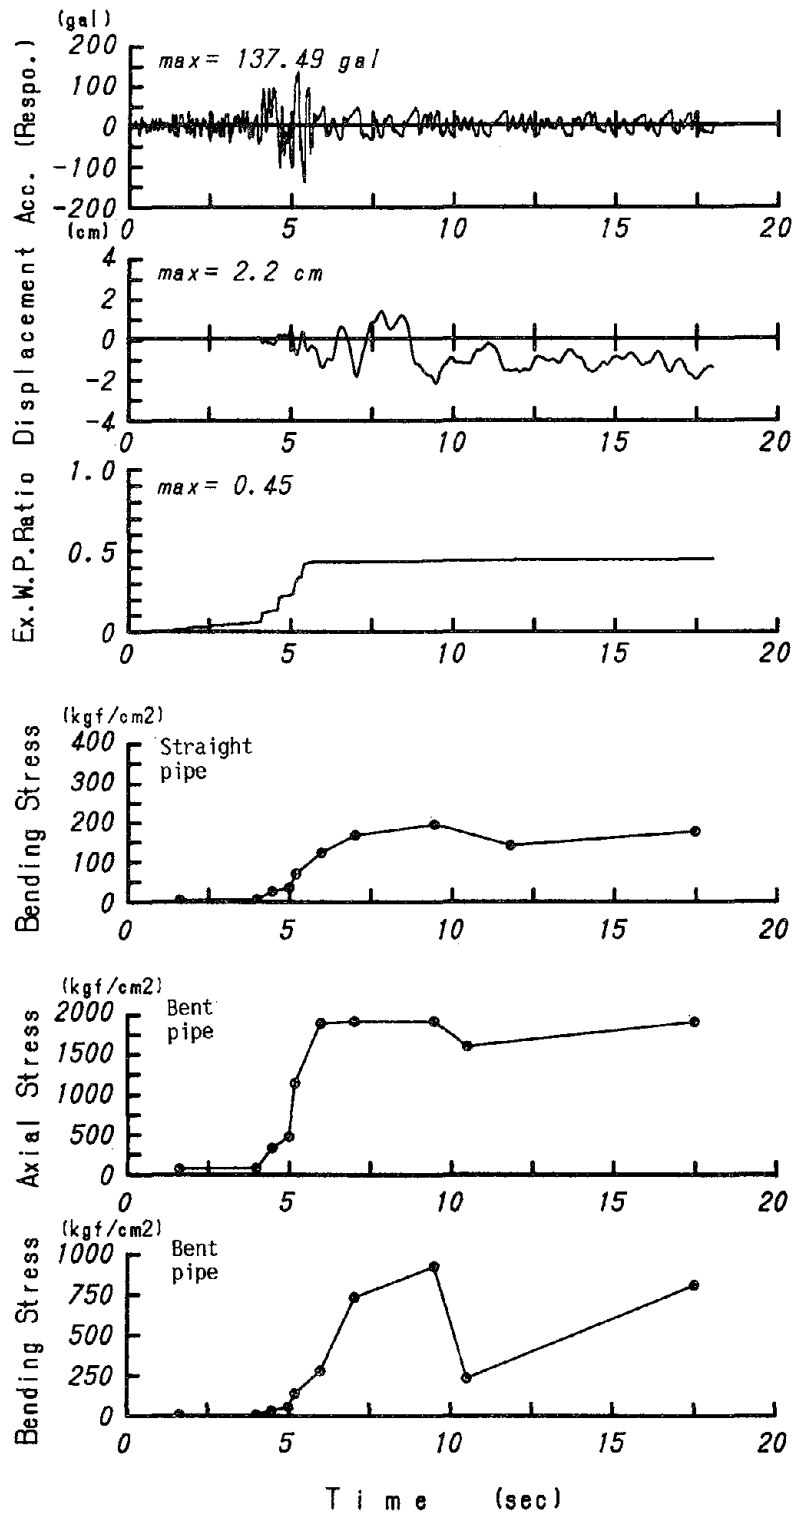 (gal)
200
100
0
-100
-200
Acc. (Respo.)
max= 137.49 gal
0 5 10 15 20
(cm)
4
2
0
-2
-4
Displacement
max= 2.2 cm
0 5 10 15 20
1.0
0.5
0
Ex.W.P.Ratio
max= 0.45
0 5 10 15 20
(kgf/cm2)
400
300
200
100
0
Bending Stress
Straight
pipe
0 5 10 15 20
(kgf/cm2)
2000
1500
1000
500
0
Axial Stress
Bent
pipe
0 5 10 15 20
(kgf/cm2)
1000
750
500
250
0
Bending Stress
Bent
pipe
0 5 10 15 20
Time (sec)